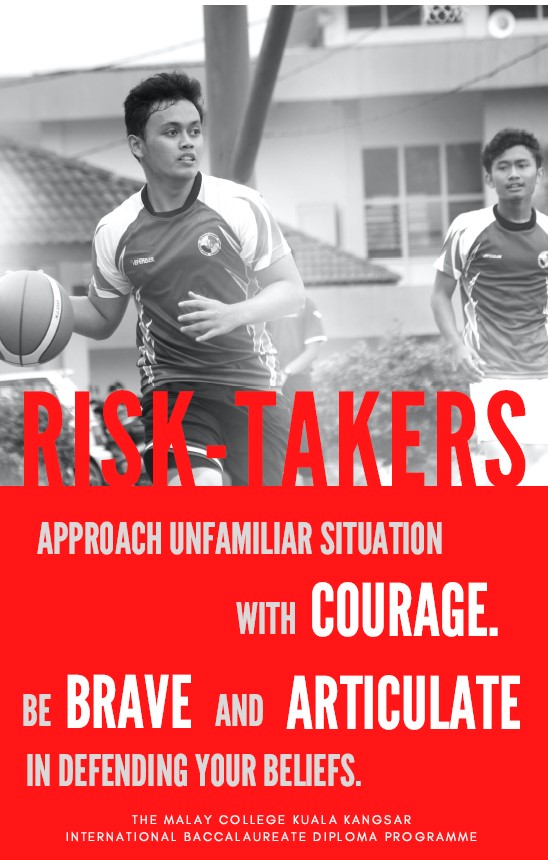 RISK-TAKERS
APPROACH UNFAMILIAR SITUATION
WITH COURAGE.
BE BRAVE AND ARTICULATE
IN DEFENDING YOUR BELIEFS.
THE MALAY COLLEGE KUALA KANGSAR
INTERNATIONAL BACCALAUREATE DIPLOMA PROGRAMME